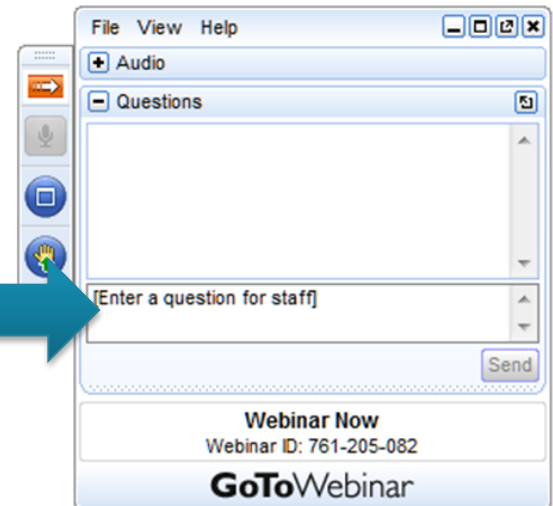 File View Help
Audio
Questions
[Enter a question for staff]
Send
Webinar Now
Webinar ID: 761-205-082
GoToWebinar